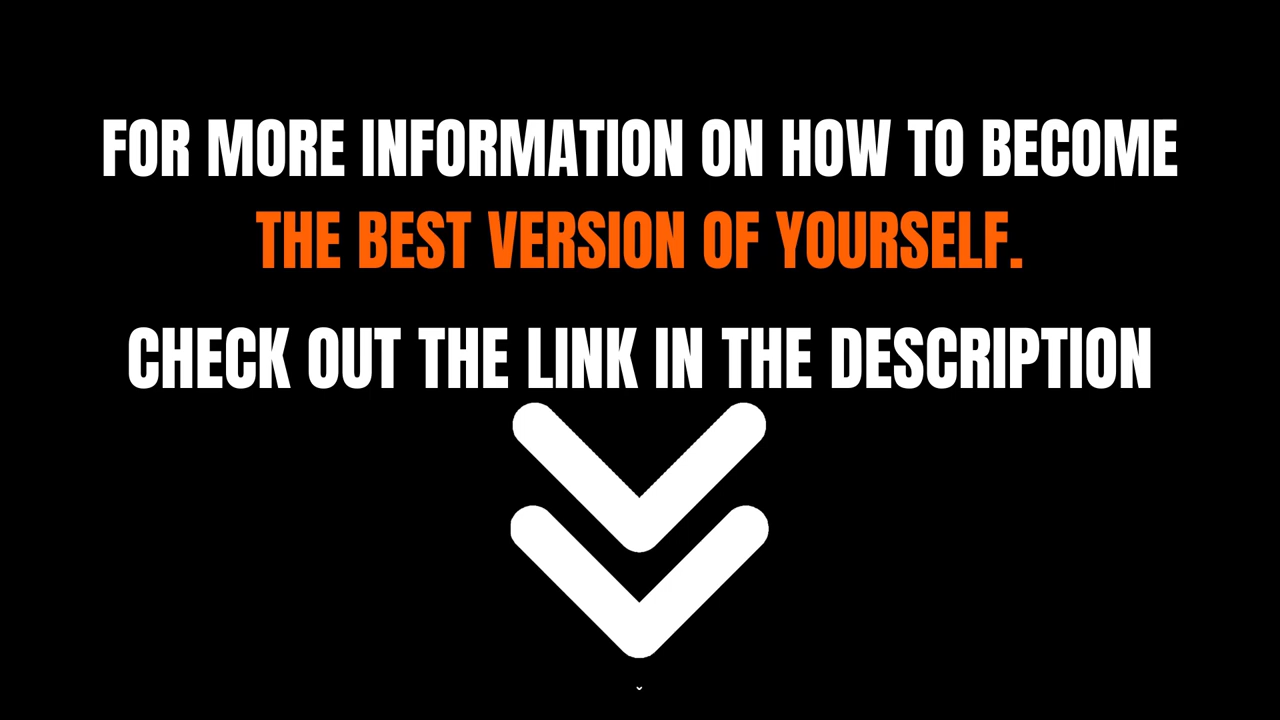 FOR MORE INFORMATION ON HOW TO BECOME
THE BEST VERSION OF YOURSELF.
CHECK OUT THE LINK IN THE DESCRIPTION